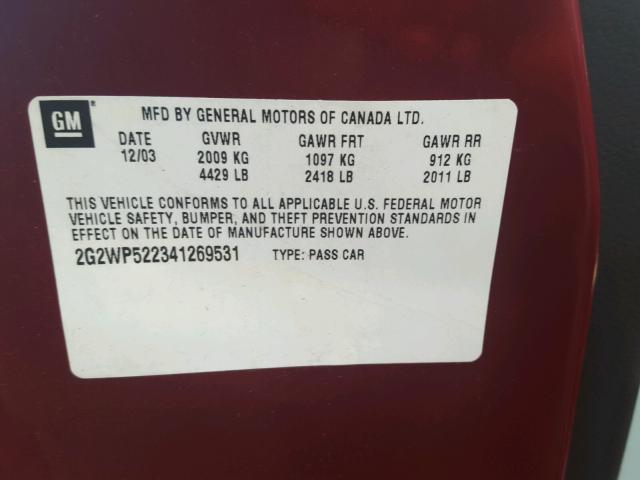 GM ®
MFD BY GENERAL MOTORS OF CANADA LTD.
DATE GVWR GAWR FRT GAWR RR
12/03 2009 KG 1097 KG 912 KG
4429 LB 2418 LB 2011 LB
THIS VEHICLE CONFORMS TO ALL APPLICABLE U.S. FEDERAL MOTOR
VEHICLE SAFETY, BUMPER, AND THEFT PREVENTION STANDARDS IN
EFFECT ON THE DATE OF MANUFACTURE SHOWN ABOVE.
2G2WP522341269531 TYPE: PASS CAR